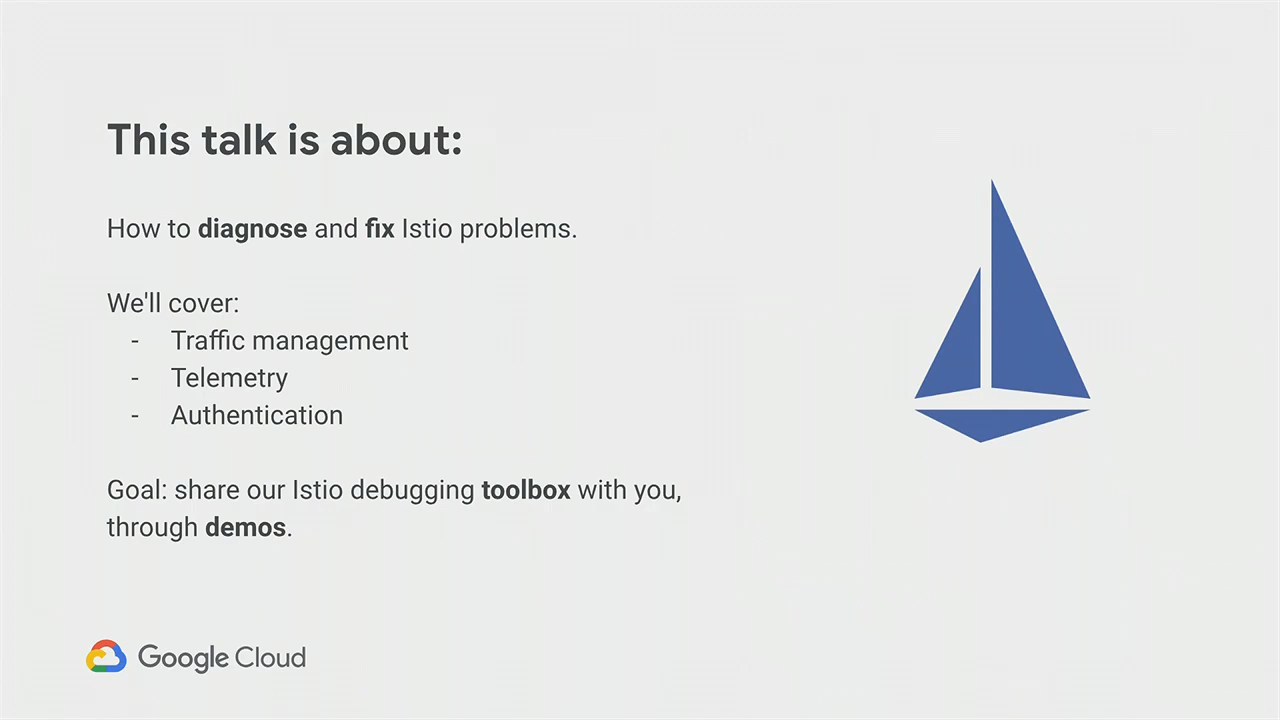 This talk is about:
How to diagnose and fix Istio problems.
We'll cover:
- Traffic management
- Telemetry
- Authentication
Goal: share our Istio debugging toolbox with you,
through demos.
Google Cloud